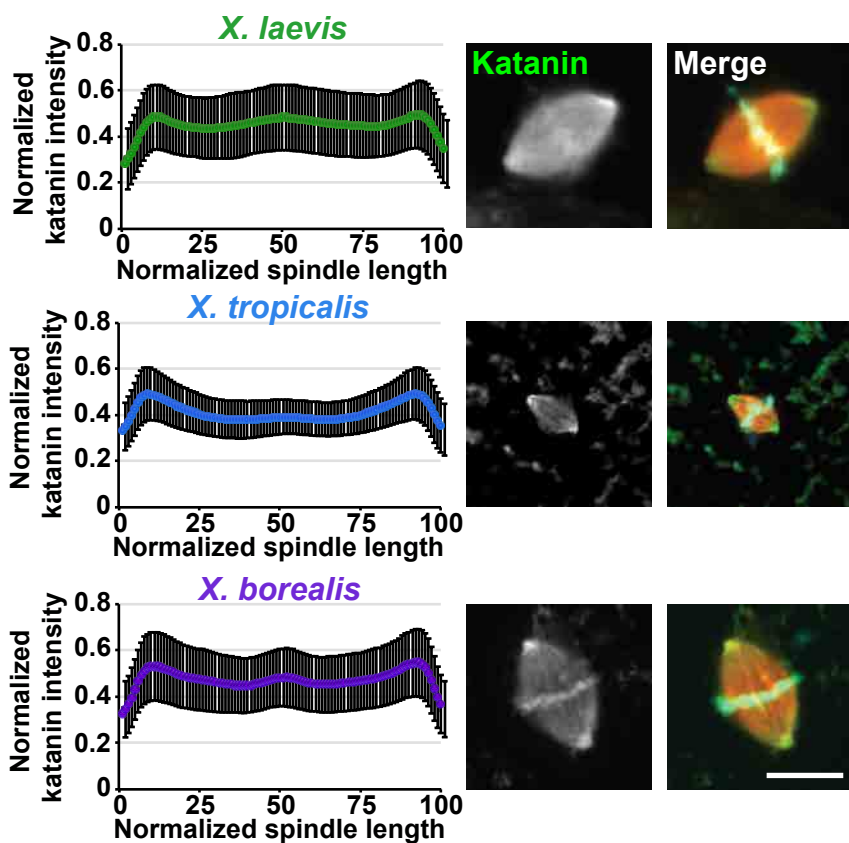 X. laevis
Normalized
katanin intensity
0.8
0.6
0.4
0.2
0
0 25 50 75 100
Normalized spindle length
Katanin
Merge
X. tropicalis
Normalized
katanin intensity
0.8
0.6
0.4
0.2
0
0 25 50 75 100
Normalized spindle length
X. borealis
Normalized
katanin intensity
0.8
0.6
0.4
0.2
0
0 25 50 75 100
Normalized spindle length